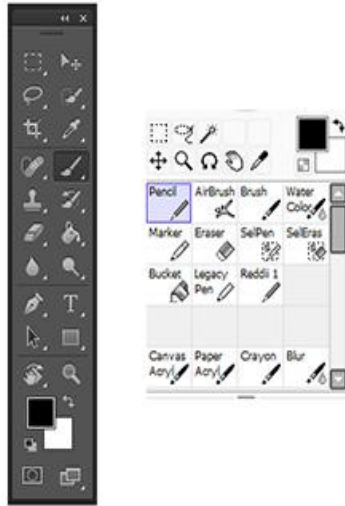 Pencil AirBrush Brush Water
Color
Marker Eraser SelPen SelEras
Bucket Legacy Reddii 1
Pen
Canvas Paper Crayon Blur
Acryl Acryl